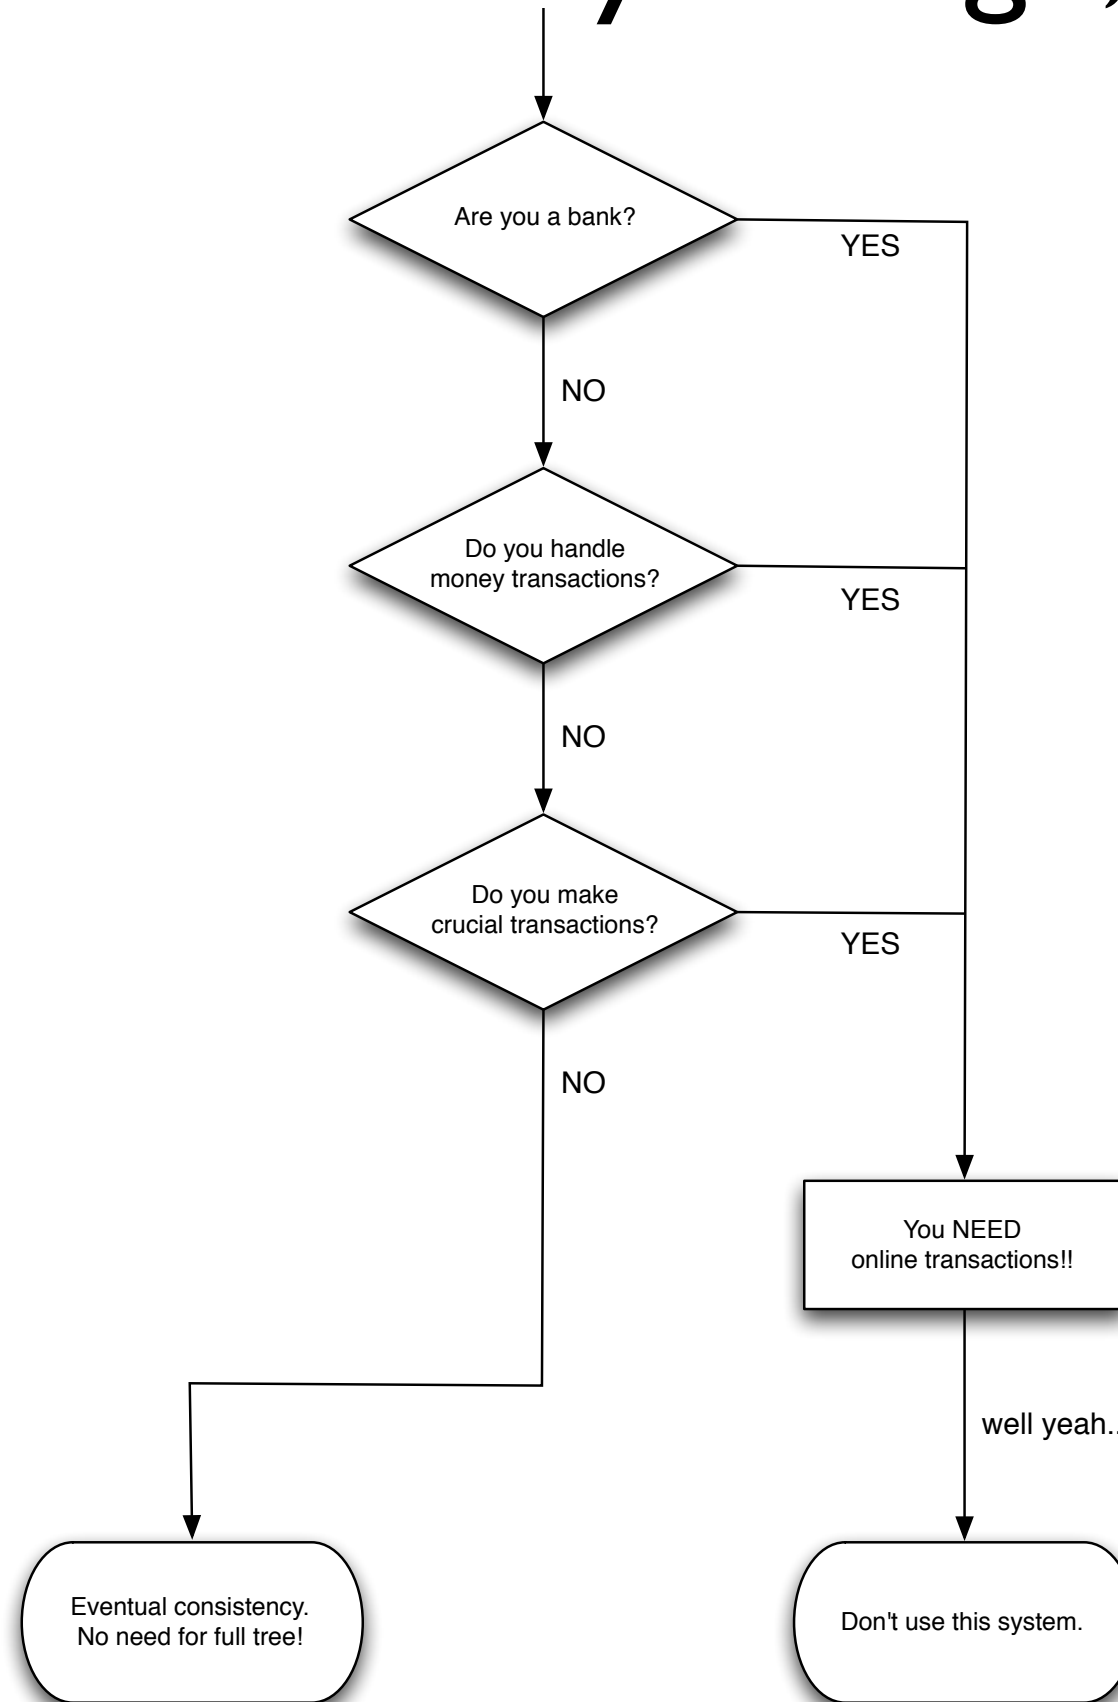 Are you a bank?
YES
NO
Do you handle
money transactions?
YES
NO
Do you make
crucial transactions?
YES
NO
You NEED
online transactions!!
well yeah..
Eventual consistency.
No need for full tree!
Don't use this system.